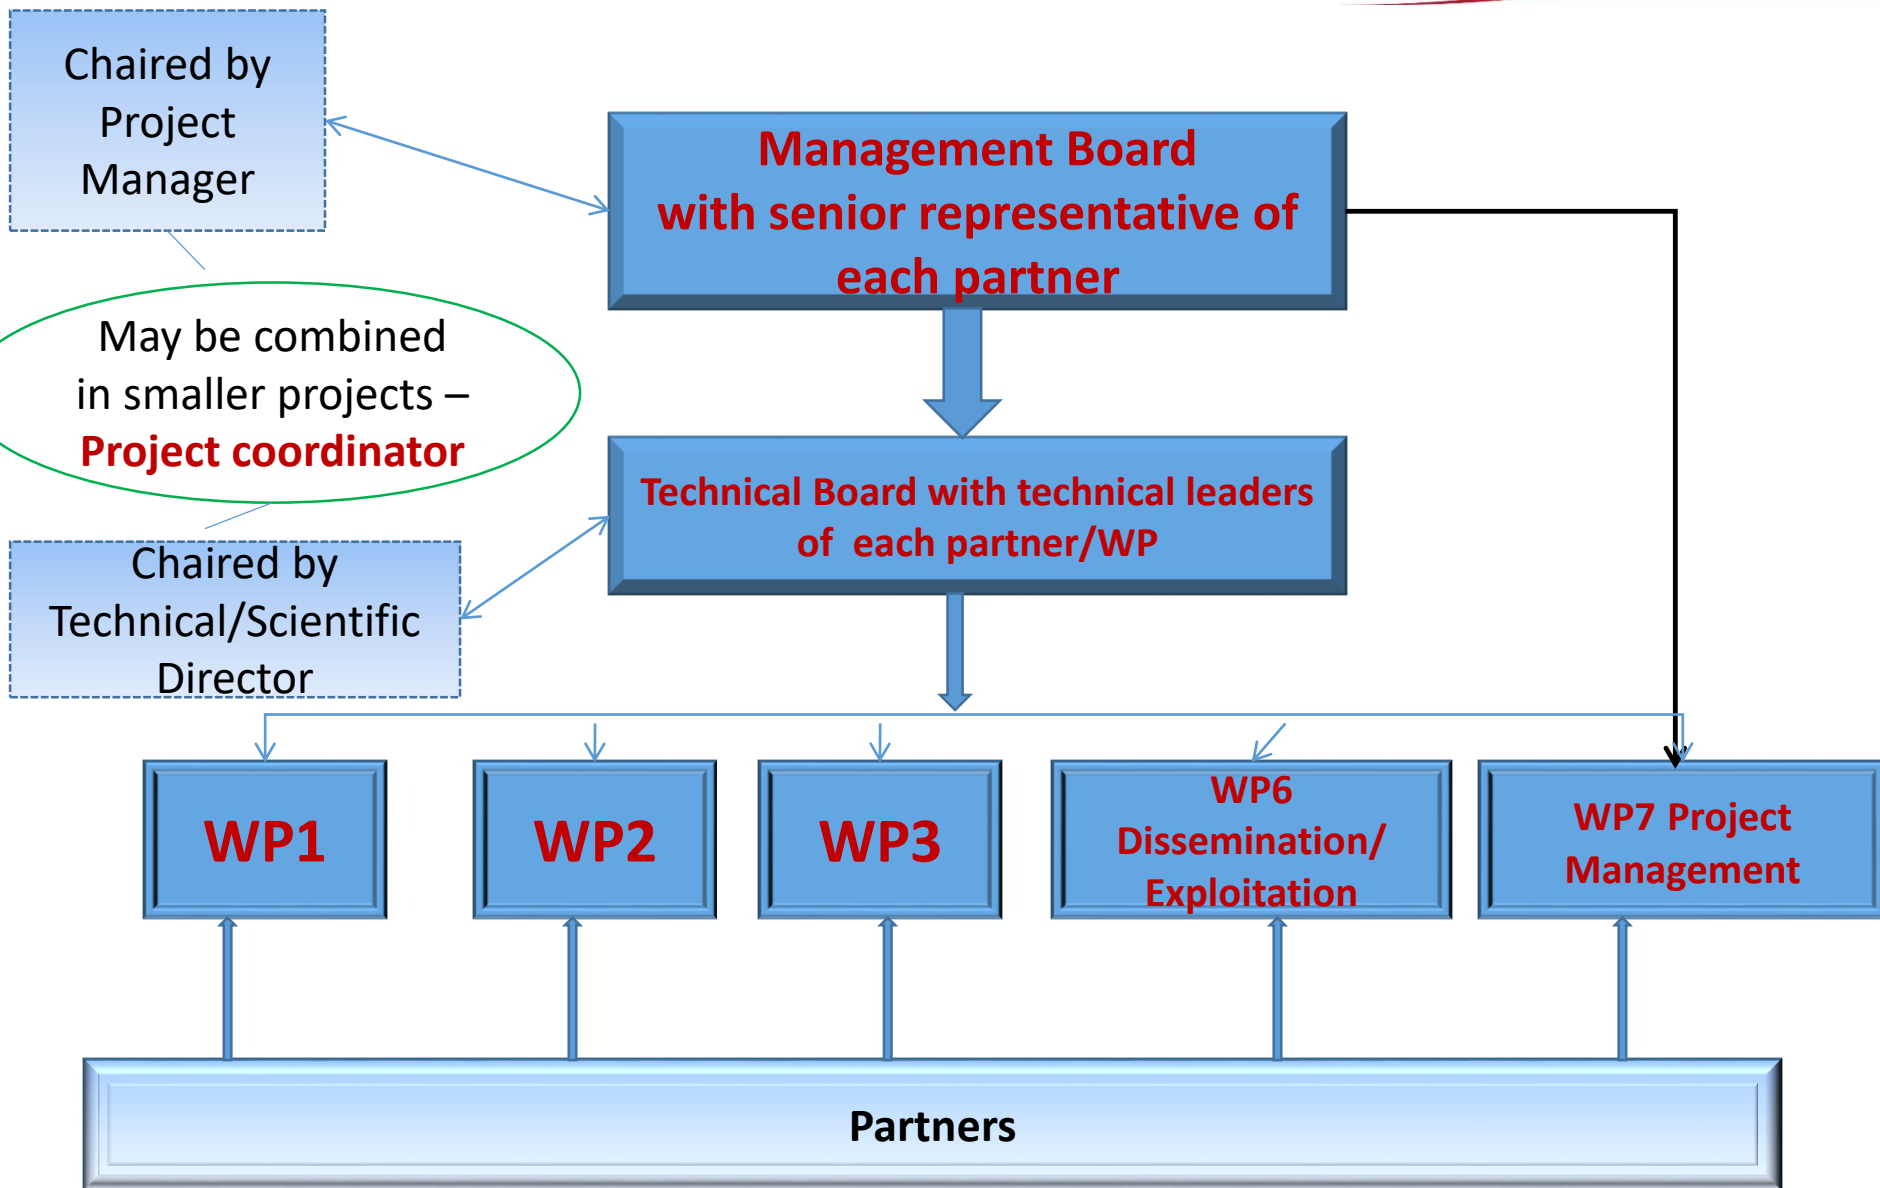 Chaired by
Project
Manager
Management Board
with senior representative of
each partner
May be combined
in smaller projects –
Project coordinator
Technical Board with technical leaders
of each partner/WP
Chaired by
Technical/Scientific
Director
WP1
WP2
WP3
WP6
Dissemination/
Exploitation
WP7 Project
Management
Partners